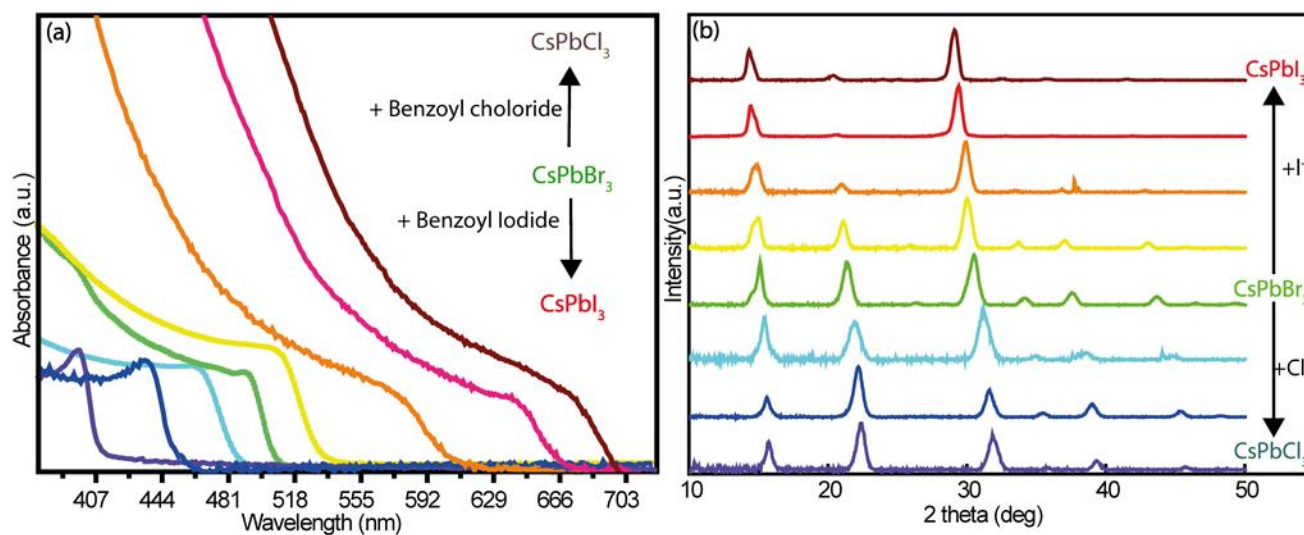 (a)
CsPbCl3
+ Benzoyl choloride
CsPbBr3
+ Benzoyl Iodide
CsPbI3
Absorbance (a.u.)
407 444 481 518 555 592 629 666 703
Wavelength (nm)
(b)
CsPbI3
+I-
CsPbBr3
+Cl
CsPbCl3
Intensity(a.u.)
10 20 30 40 50
2 theta (deg)